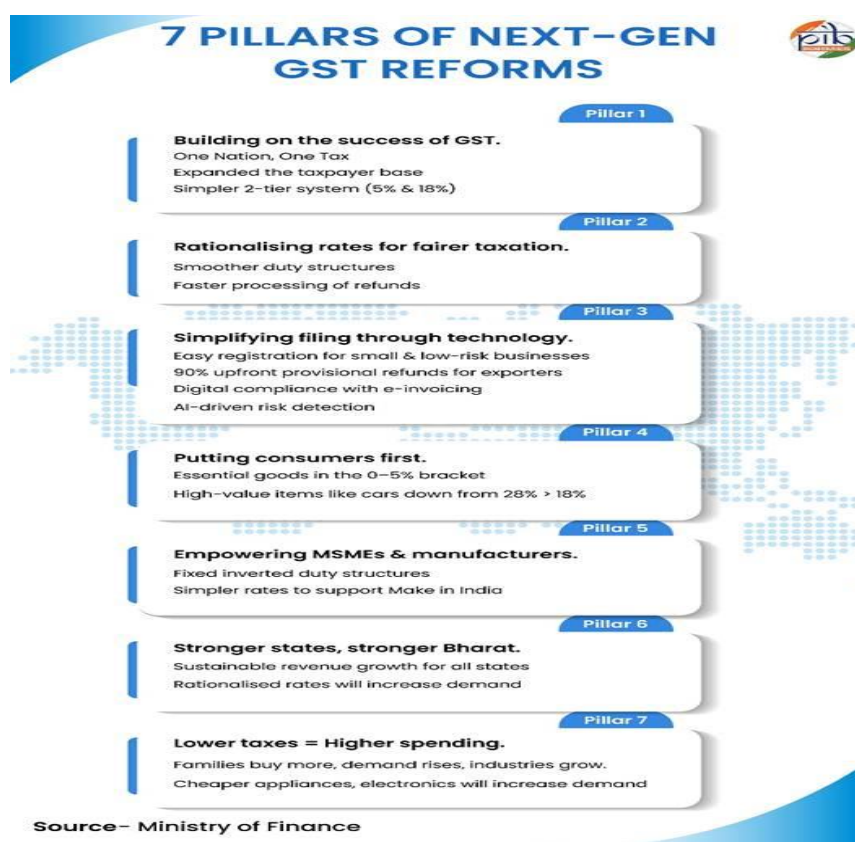 7 PILLARS OF NEXT-GEN
GST REFORMS
pib
Pillar 1
Building on the success of GST.
One Nation, One Tax
Expanded the taxpayer base
Simpler 2-tier system (5% & 18%)
Pillar 2
Rationalising rates for fairer taxation.
Smoother duty structures
Faster processing of refunds
Pillar 3
Simplifying filing through technology.
Easy registration for small & low-risk businesses
90% upfront provisional refunds for exporters
Digital compliance with e-invoicing
AI-driven risk detection
Pillar 4
Putting consumers first.
Essential goods in the 0-5% bracket
High-value items like cars down from 28% > 18%
Pillar 5
Empowering MSMEs & manufacturers.
Fixed inverted duty structures
Simpler rates to support Make in India
Pillar 6
Stronger states, stronger Bharat.
Sustainable revenue growth for all states
Rationalised rates will increase demand
Pillar 7
Lower taxes = Higher spending.
Families buy more, demand rises, industries grow.
Cheaper appliances, electronics will increase demand
Source- Ministry of Finance